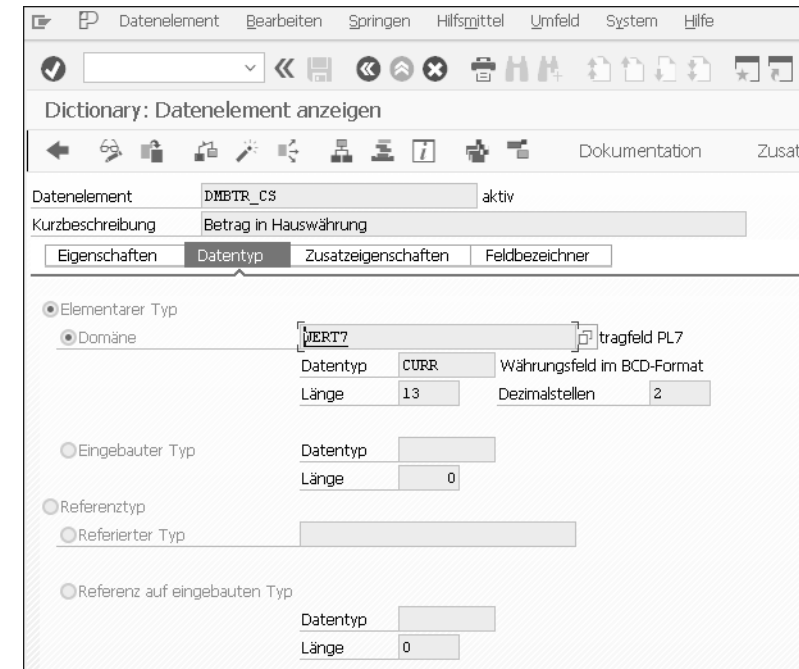 Datenelement Bearbeiten Springen Hilfsmittel Umfeld System Hilfe
Dictionary: Datenelement anzeigen
Dokumentation Zusat
Datenelement DMBTR_CS aktiv
Kurzbeschreibung Betrag in Hauswährung
Eigenschaften Datentyp Zusatzeigenschaften Feldbezeichner
Elementarer Typ
Domäne WERT7 tragfeld PL7
Datentyp CURR Währungsfeld im BCD-Format
Länge 13 Dezimalstellen 2
Eingebauter Typ Datentyp
Länge 0
Referenztyp
Referierter Typ
Referenz auf eingebauten Typ
Datentyp
Länge 0